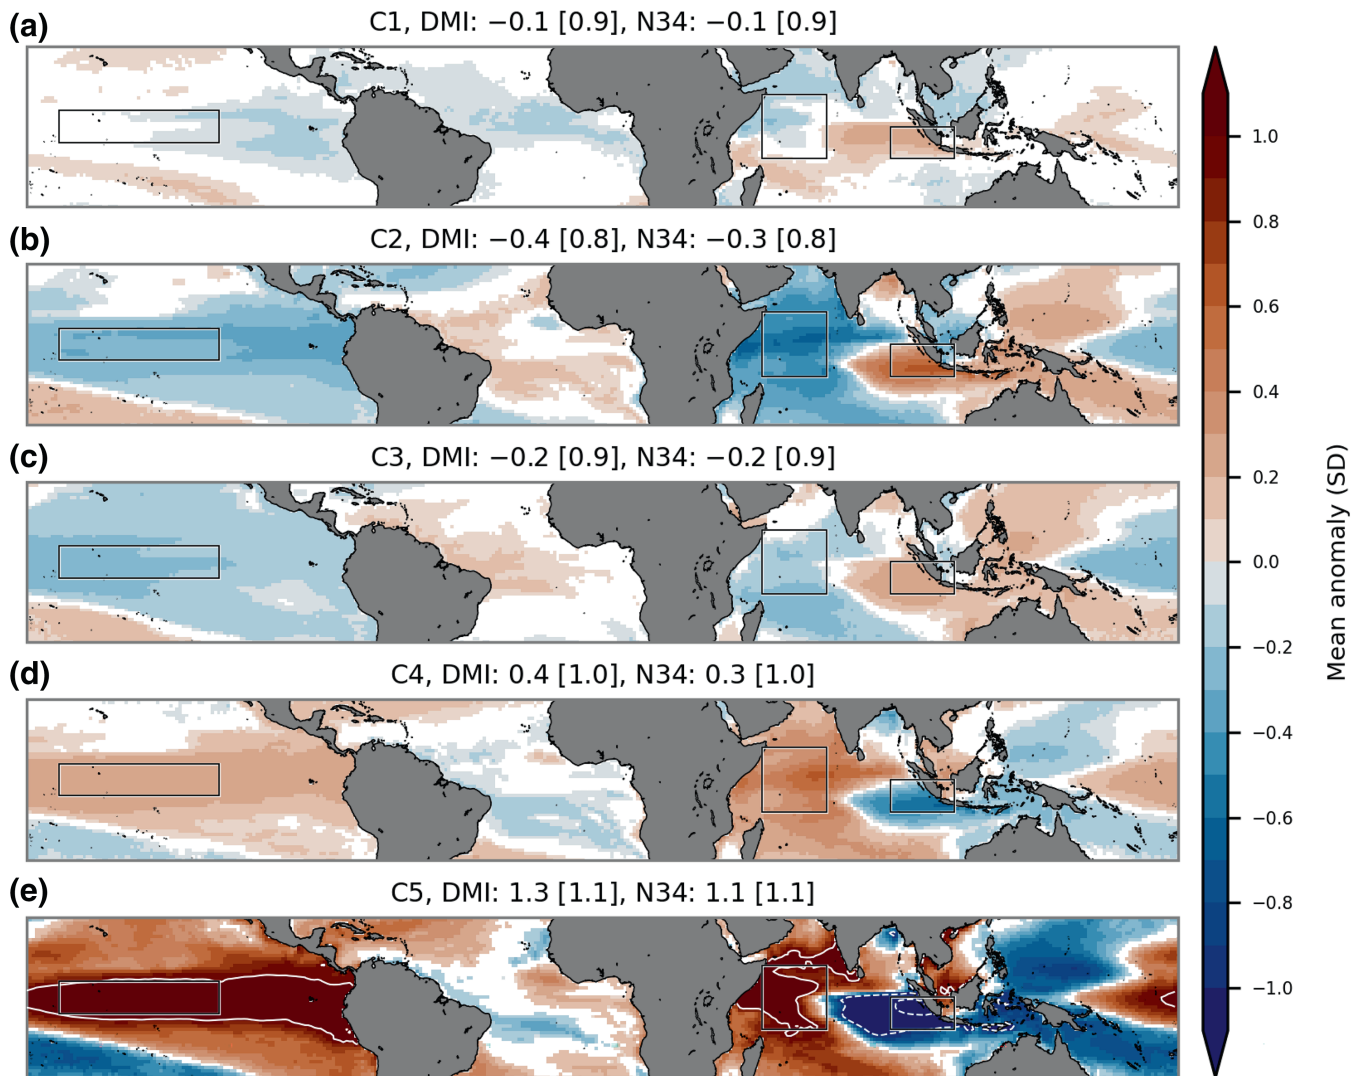 (a)
C1, DMI: −0.1 [0.9], N34: −0.1 [0.9]
(b)
C2, DMI: −0.4 [0.8], N34: −0.3 [0.8]
(c)
C3, DMI: −0.2 [0.9], N34: −0.2 [0.9]
(d)
C4, DMI: 0.4 [1.0], N34: 0.3 [1.0]
(e)
C5, DMI: 1.3 [1.1], N34: 1.1 [1.1]
1.0
0.8
0.6
0.4
0.2
0.0
−0.2
−0.4
−0.6
−0.8
−1.0
Mean anomaly (SD)